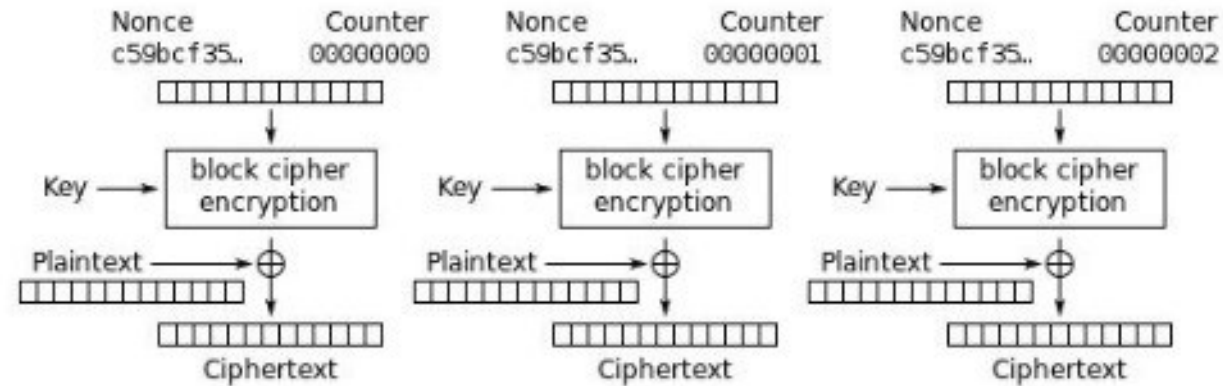 Nonce Counter Nonce Counter Nonce Counter
c59bcf35… 00000000 c59bcf35… 00000001 c59bcf35… 00000002
block cipher block cipher block cipher
Key encryption Key encryption Key encryption
Plaintext Plaintext Plaintext
Ciphertext Ciphertext Ciphertext